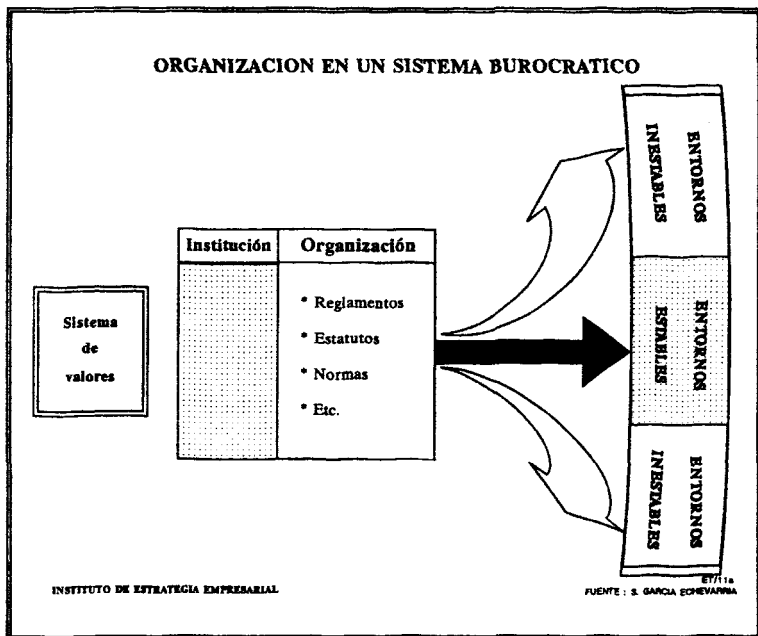 ORGANIZACION EN UN SISTEMA BUROCRATICO
Institución
Organización
Sistema
de
valores
* Reglamentos
* Estatutos
* Normas
* Etc.
ENTORNOS
INESTABLES
ENTORNOS
ESTABLES
ENTORNOS
INESTABLES
INSTITUTO DE ESTRATEGIA EMPRESARIAL
ET/11a
FUENTE : S. GARCIA ECHEVARRIA